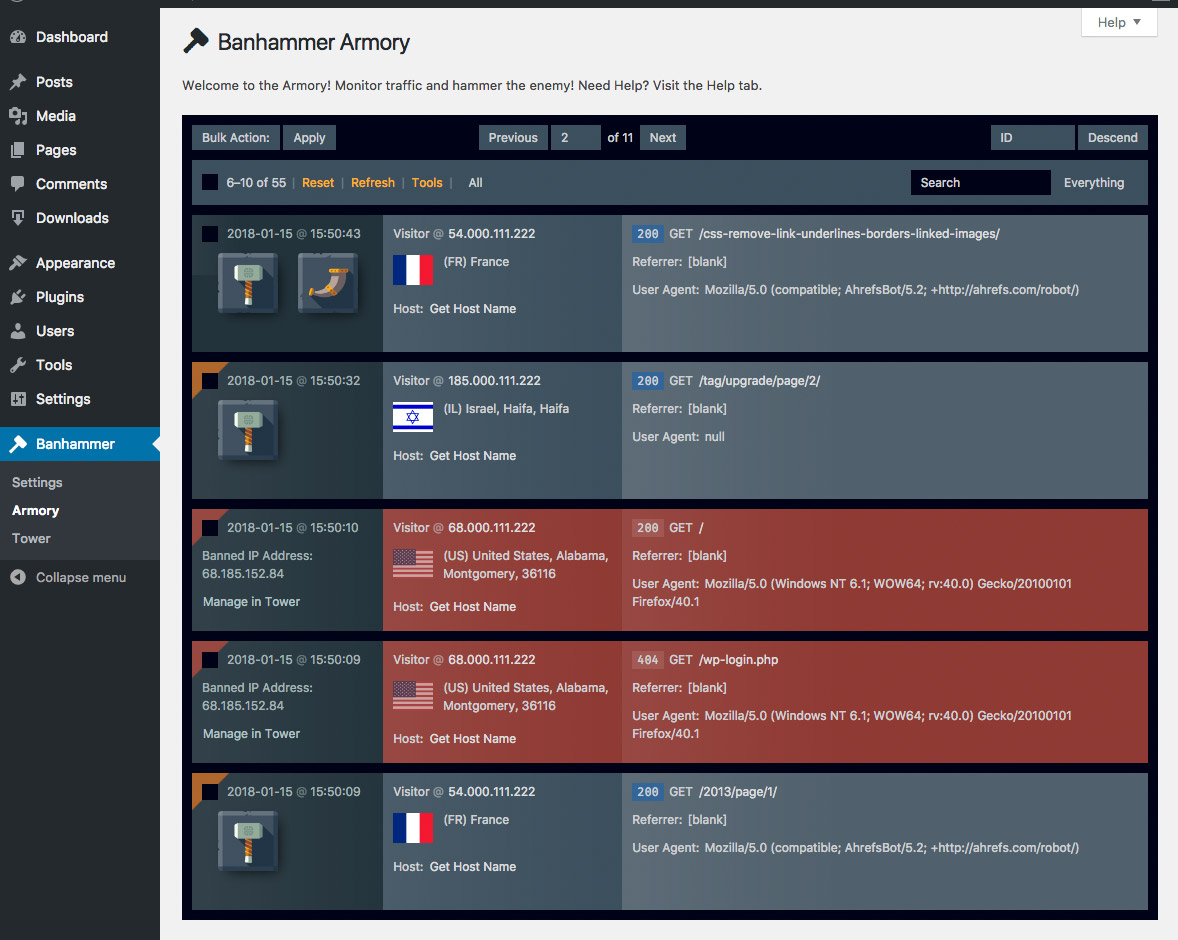 Dashboard
Posts
Media
Pages
Comments
Downloads
Appearance
Plugins
Users
Tools
Settings
Banhammer
Settings
Armory
Tower
Collapse menu
Help ▼
Banhammer Armory
Welcome to the Armory! Monitor traffic and hammer the enemy! Need Help? Visit the Help tab.
Bulk Action: Apply Previous 2 of 11 Next ID Descend
6–10 of 55 | Reset | Refresh | Tools | All Search Everything
2018-01-15 @ 15:50:43
Visitor @ 54.000.111.222
(FR) France
Host: Get Host Name
200 GET /css-remove-link-underlines-borders-linked-images/
Referrer: [blank]
User Agent: Mozilla/5.0 (compatible; AhrefsBot/5.2; +http://ahrefs.com/robot/)
2018-01-15 @ 15:50:32
Visitor @ 185.000.111.222
(IL) Israel, Haifa, Haifa
Host: Get Host Name
200 GET /tag/upgrade/page/2/
Referrer: [blank]
User Agent: null
2018-01-15 @ 15:50:10
Banned IP Address:
68.185.152.84
Manage in Tower
Visitor @ 68.000.111.222
(US) United States, Alabama,
Montgomery, 36116
Host: Get Host Name
200 GET /
Referrer: [blank]
User Agent: Mozilla/5.0 (Windows NT 6.1; WOW64; rv:40.0) Gecko/20100101
Firefox/40.1
2018-01-15 @ 15:50:09
Banned IP Address:
68.185.152.84
Manage in Tower
Visitor @ 68.000.111.222
(US) United States, Alabama,
Montgomery, 36116
Host: Get Host Name
404 GET /wp-login.php
Referrer: [blank]
User Agent: Mozilla/5.0 (Windows NT 6.1; WOW64; rv:40.0) Gecko/20100101
Firefox/40.1
2018-01-15 @ 15:50:09
Visitor @ 54.000.111.222
(FR) France
Host: Get Host Name
200 GET /2013/page/1/
Referrer: [blank]
User Agent: Mozilla/5.0 (compatible; AhrefsBot/5.2; +http://ahrefs.com/robot/)